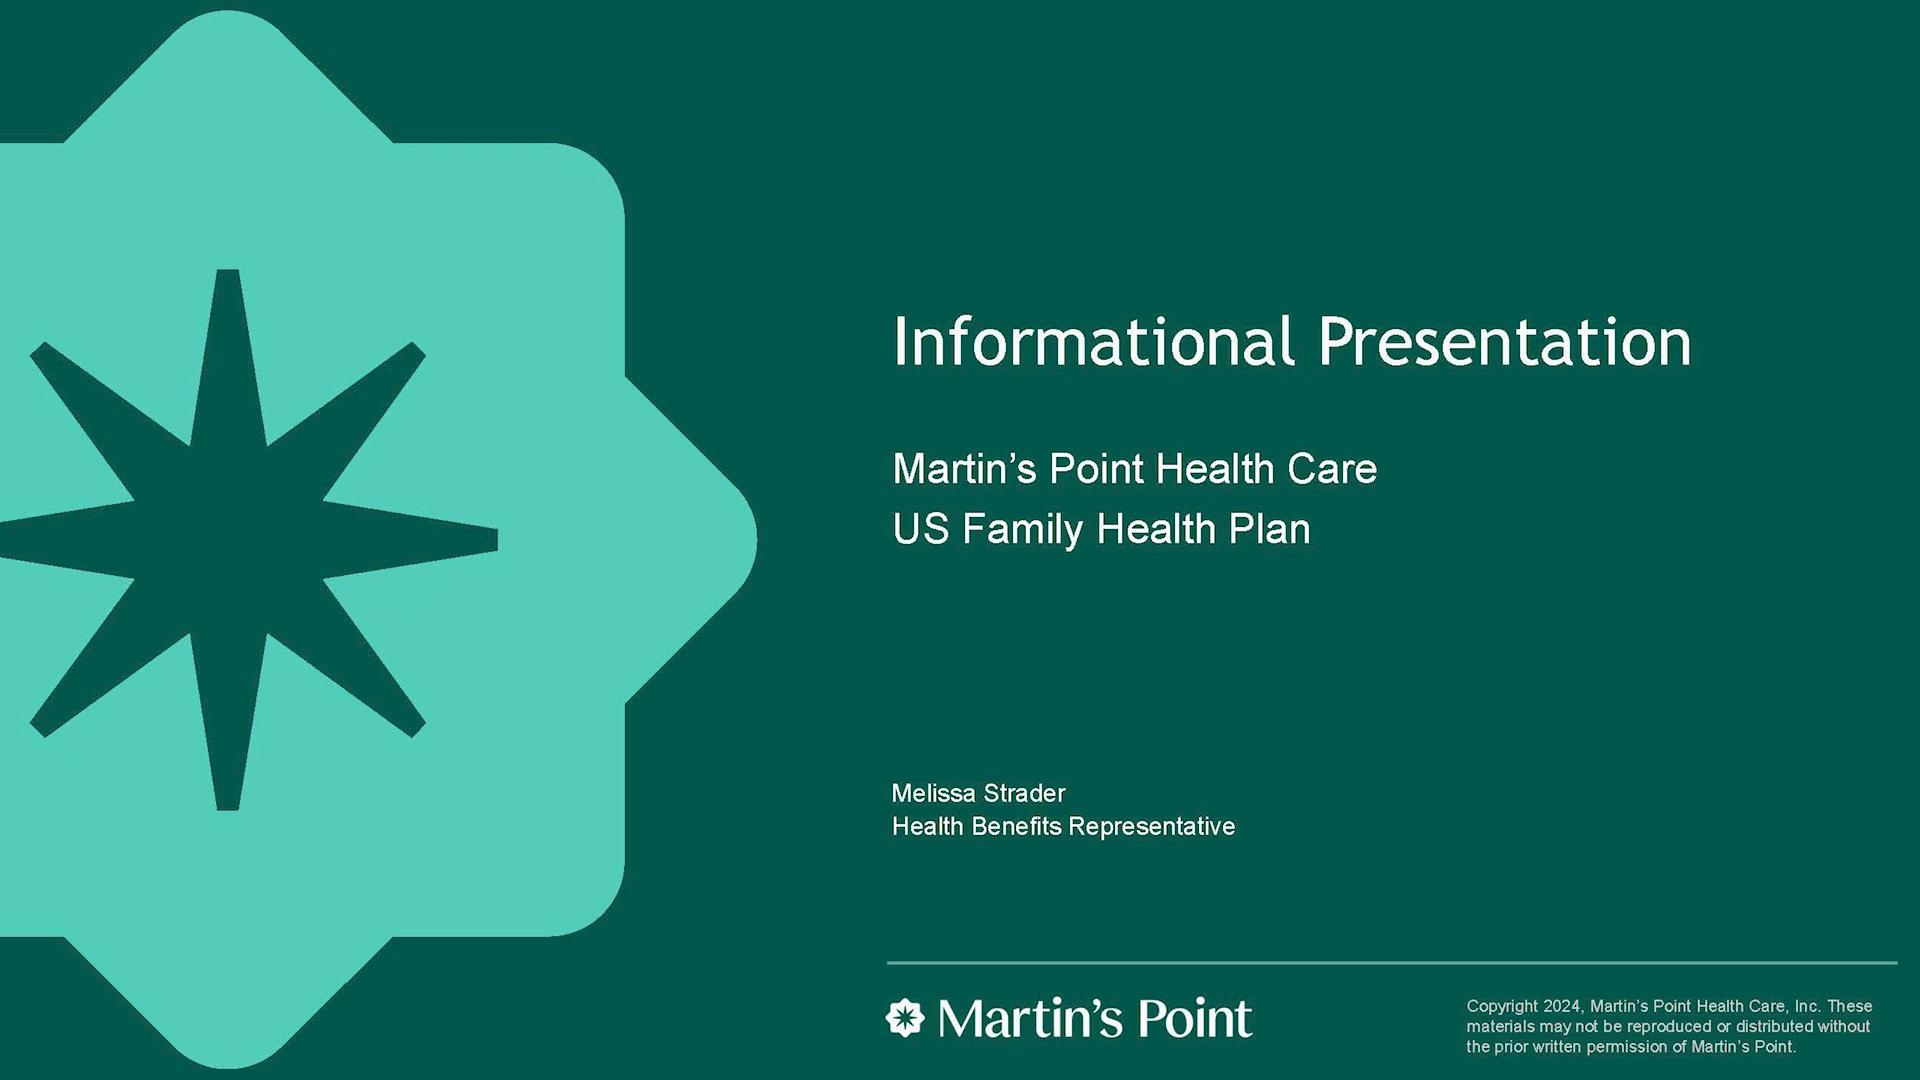 Informational Presentation
Martin’s Point Health Care
US Family Health Plan
Melissa Strader
Health Benefits Representative
Martin’s Point
Copyright 2024, Martin’s Point Health Care, Inc. These
materials may not be reproduced or distributed without
the prior written permission of Martin’s Point.